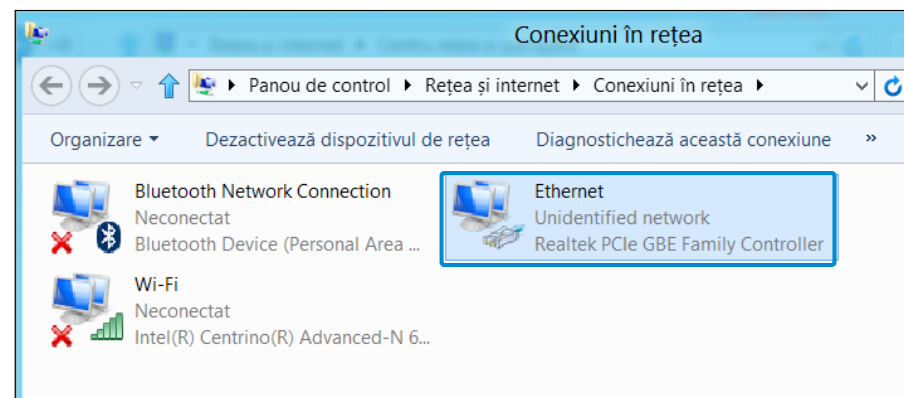 Conexiuni în rețea
Panou de control Rețea și internet Conexiuni în rețea
Organizare Dezactivează dispozitivul de rețea Diagnostichează această conexiune »
Bluetooth Network Connection
Neconectat
Bluetooth Device (Personal Area ...
Ethernet
Unidentified network
Realtek PCIe GBE Family Controller
Wi-Fi
Neconectat
Intel(R) Centrino(R) Advanced-N 6...